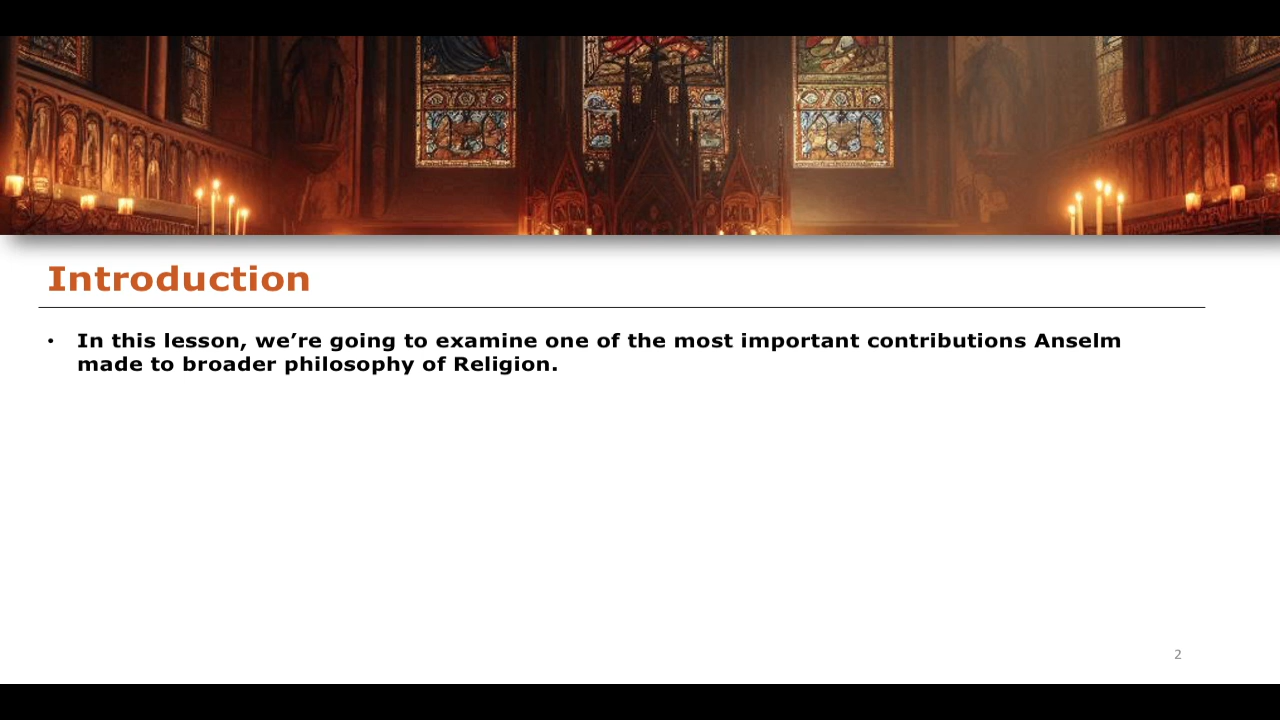 Introduction
• In this lesson, we’re going to examine one of the most important contributions Anselm
made to broader philosophy of Religion.
2